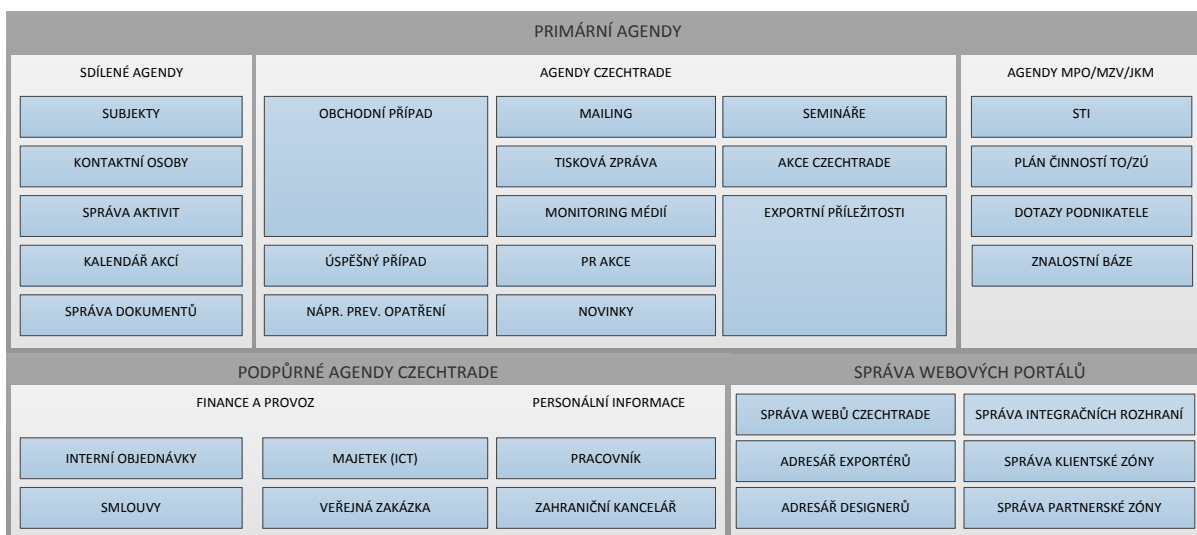 PRIMÁRNÍ AGENDY
SDÍLENÉ AGENDY
SUBJEKTY
KONTAKTNÍ OSOBY
SPRÁVA AKTIVIT
KALENDÁŘ AKCÍ
SPRÁVA DOKUMENTŮ
AGENDY CZECHTRADE
OBCHODNÍ PŘÍPAD
ÚSPĚŠNÝ PŘÍPAD
NÁPR. PREV. OPATŘENÍ
MAILING
TISKOVÁ ZPRÁVA
MONITORING MÉDIÍ
PR AKCE
NOVINKY
SEMINÁŘE
AKCE CZECHTRADE
EXPORTNÍ PŘÍLEŽITOSTI
AGENDY MPO/MZV/JKM
STI
PLÁN ČINNOSTÍ TO/ZÚ
DOTAZY PODNIKATELE
ZNALOSTNÍ BÁZE
PODPŮRNÉ AGENDY CZECHTRADE
FINANCE A PROVOZ
INTERNÍ OBJEDNÁVKY
MAJETEK (ICT)
SMLOUVY
VEŘEJNÁ ZAKÁZKA
PERSONÁLNÍ INFORMACE
PRACOVNÍK
ZAHRANIČNÍ KANCELÁŘ
SPRÁVA WEBOVÝCH PORTÁLŮ
SPRÁVA WEBŮ CZECHTRADE
SPRÁVA INTEGRAČNÍCH ROZHRANÍ
ADRESÁŘ EXPORTÉRŮ
SPRÁVA KLIENTSKÉ ZÓNY
ADRESÁŘ DESIGNERŮ
SPRÁVA PARTNERSKÉ ZÓNY